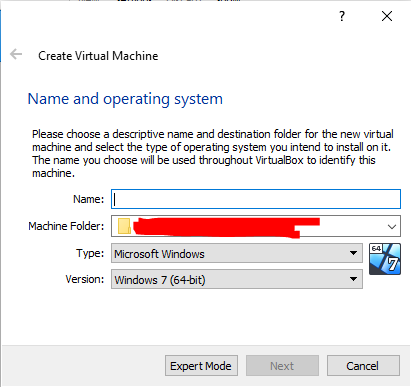 Create Virtual Machine
Name and operating system
Please choose a descriptive name and destination folder for the new virtual
machine and select the type of operating system you intend to install on it.
The name you choose will be used throughout VirtualBox to identify this
machine.
Name:
Machine Folder:
Type: Microsoft Windows
64
7
Version: Windows 7 (64-bit)
Expert Mode Next Cancel